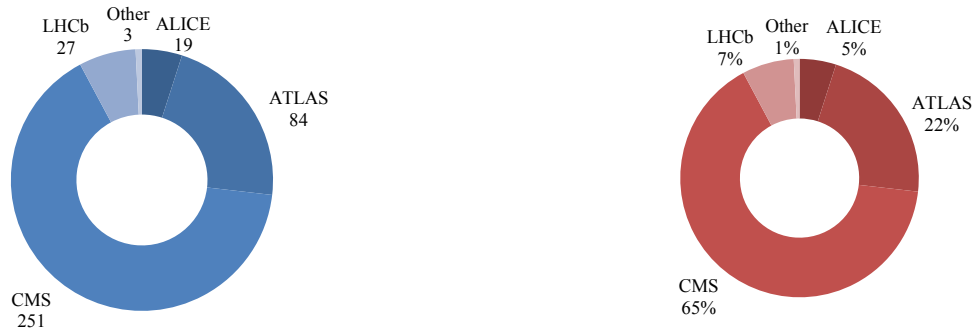 LHCb
27
Other
3
ALICE
19
ATLAS
84
CMS
251
LHCb
7%
Other
1%
ALICE
5%
ATLAS
22%
CMS
65%